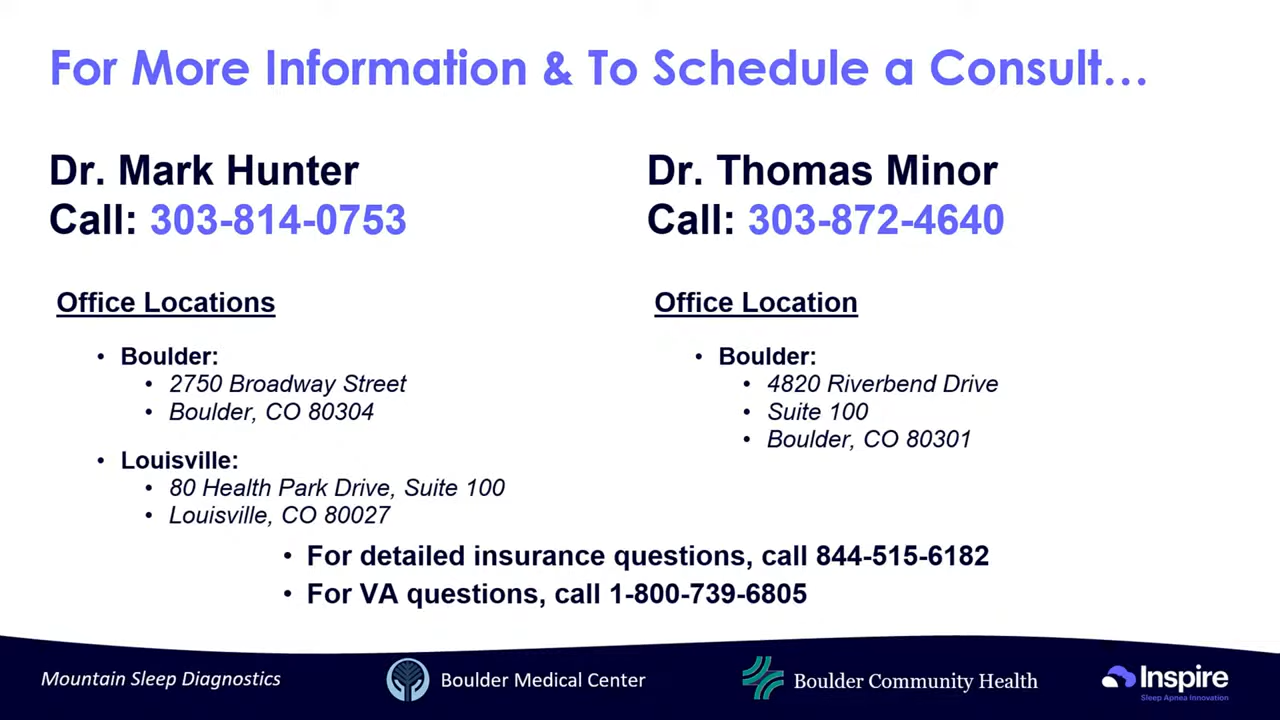 For More Information & To Schedule a Consult...
Dr. Mark Hunter
Call: 303-814-0753
Office Locations
• Boulder:
• 2750 Broadway Street
• Boulder, CO 80304
• Louisville:
• 80 Health Park Drive, Suite 100
• Louisville, CO 80027
Dr. Thomas Minor
Call: 303-872-4640
Office Location
• Boulder:
• 4820 Riverbend Drive
• Suite 100
• Boulder, CO 80301
• For detailed insurance questions, call 844-515-6182
• For VA questions, call 1-800-739-6805
Mountain Sleep Diagnostics
Boulder Medical Center
Boulder Community Health
Inspire
Sleep Apnea Innovation